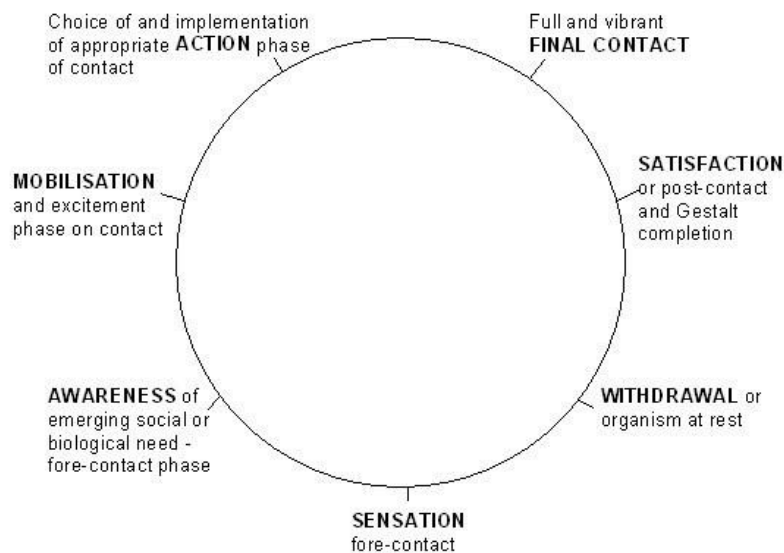 Choice of and implementation
of appropriate ACTION phase
of contact
Full and vibrant
FINAL CONTACT
MOBILISATION
and excitement
phase on contact
SATISFACTION
or post-contact
and Gestalt
completion
AWARENESS of
emerging social or
biological need -
fore-contact phase
WITHDRAWAL or
organism at rest
SENSATION
fore-contact